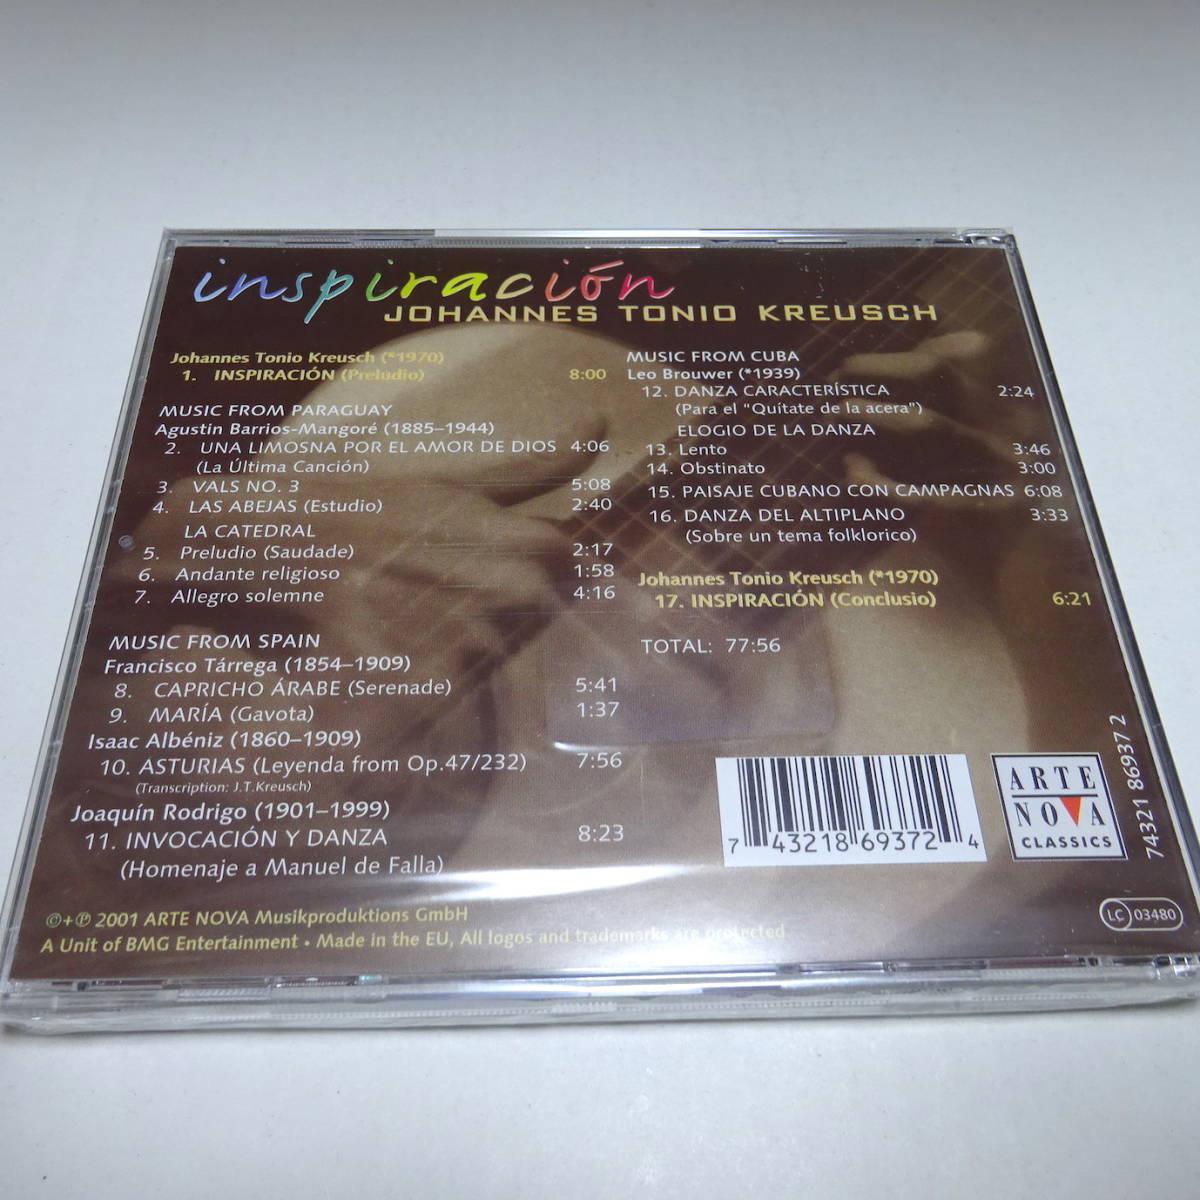 inspiración
JOHANNES TONIO KREUSCH
Johannes Tonio Kreusch (*1970)
1. INSPIRACIÓN (Preludio) 8:00
MUSIC FROM PARAGUAY
Agustin Barrios-Mangoré (1885–1944)
2. UNA LIMOSNA POR EL AMOR DE DIOS 4:06
(La Última Canción)
3. VALS NO. 3 5:08
4. LAS ABEJAS (Estudio) 2:40
LA CATEDRAL
5. Preludio (Saudade) 2:17
6. Andante religioso 1:58
7. Allegro solemne 4:16
MUSIC FROM SPAIN
Francisco Tárrega (1854–1909)
8. CAPRICHO ÁRABE (Serenade) 5:41
9. MARÍA (Gavota) 1:37
Isaac Albéniz (1860–1909)
10. ASTURIAS (Leyenda from Op.47/232) 7:56
(Transcription: J.T.Kreusch)
Joaquín Rodrigo (1901–1999)
11. INVOCACIÓN Y DANZA 8:23
(Homenaje a Manuel de Falla)
MUSIC FROM CUBA
Leo Brouwer (*1939)
12. DANZA CARACTERÍSTICA 2:24
(Para el "Quítate de la acera")
ELOGIO DE LA DANZA
13. Lento 3:46
14. Obstinato 3:00
15. PAISAJE CUBANO CON CAMPAGNAS 6:08
16. DANZA DEL ALTIPLANO 3:33
(Sobre un tema folklorico)
Johannes Tonio Kreusch (*1970)
17. INSPIRACIÓN (Conclusio) 6:21
TOTAL: 77:56
7 43218 69372 4
ARTE
NOVA
CLASSICS
74321 86937 2
LC 03480
©+℗ 2001 ARTE NOVA Musikproduktions GmbH
A Unit of BMG Entertainment • Made in the EU, All logos and trademarks are protected